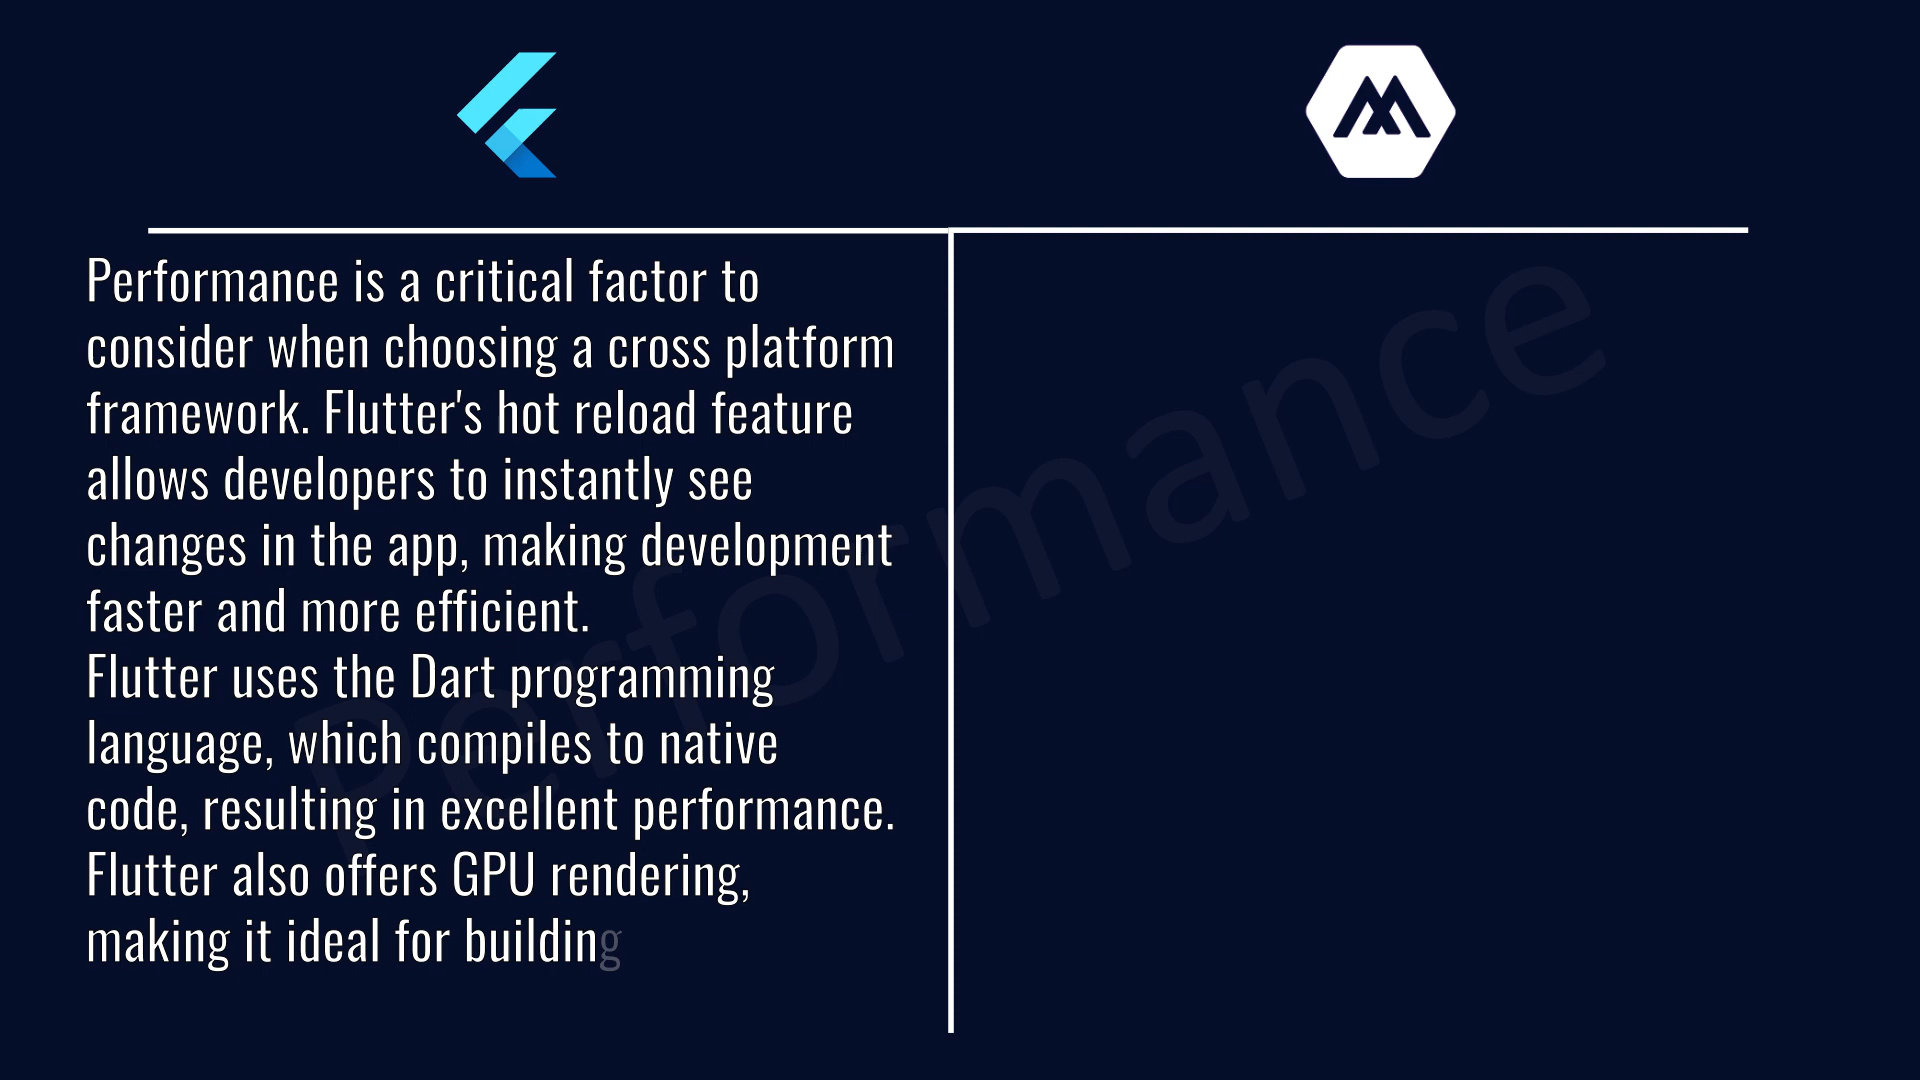 Performance is a critical factor to
consider when choosing a cross platform
framework. Flutter's hot reload feature
allows developers to instantly see
changes in the app, making development
faster and more efficient.
Flutter uses the Dart programming
language, which compiles to native
code, resulting in excellent performance.
Flutter also offers GPU rendering,
making it ideal for building
Performance